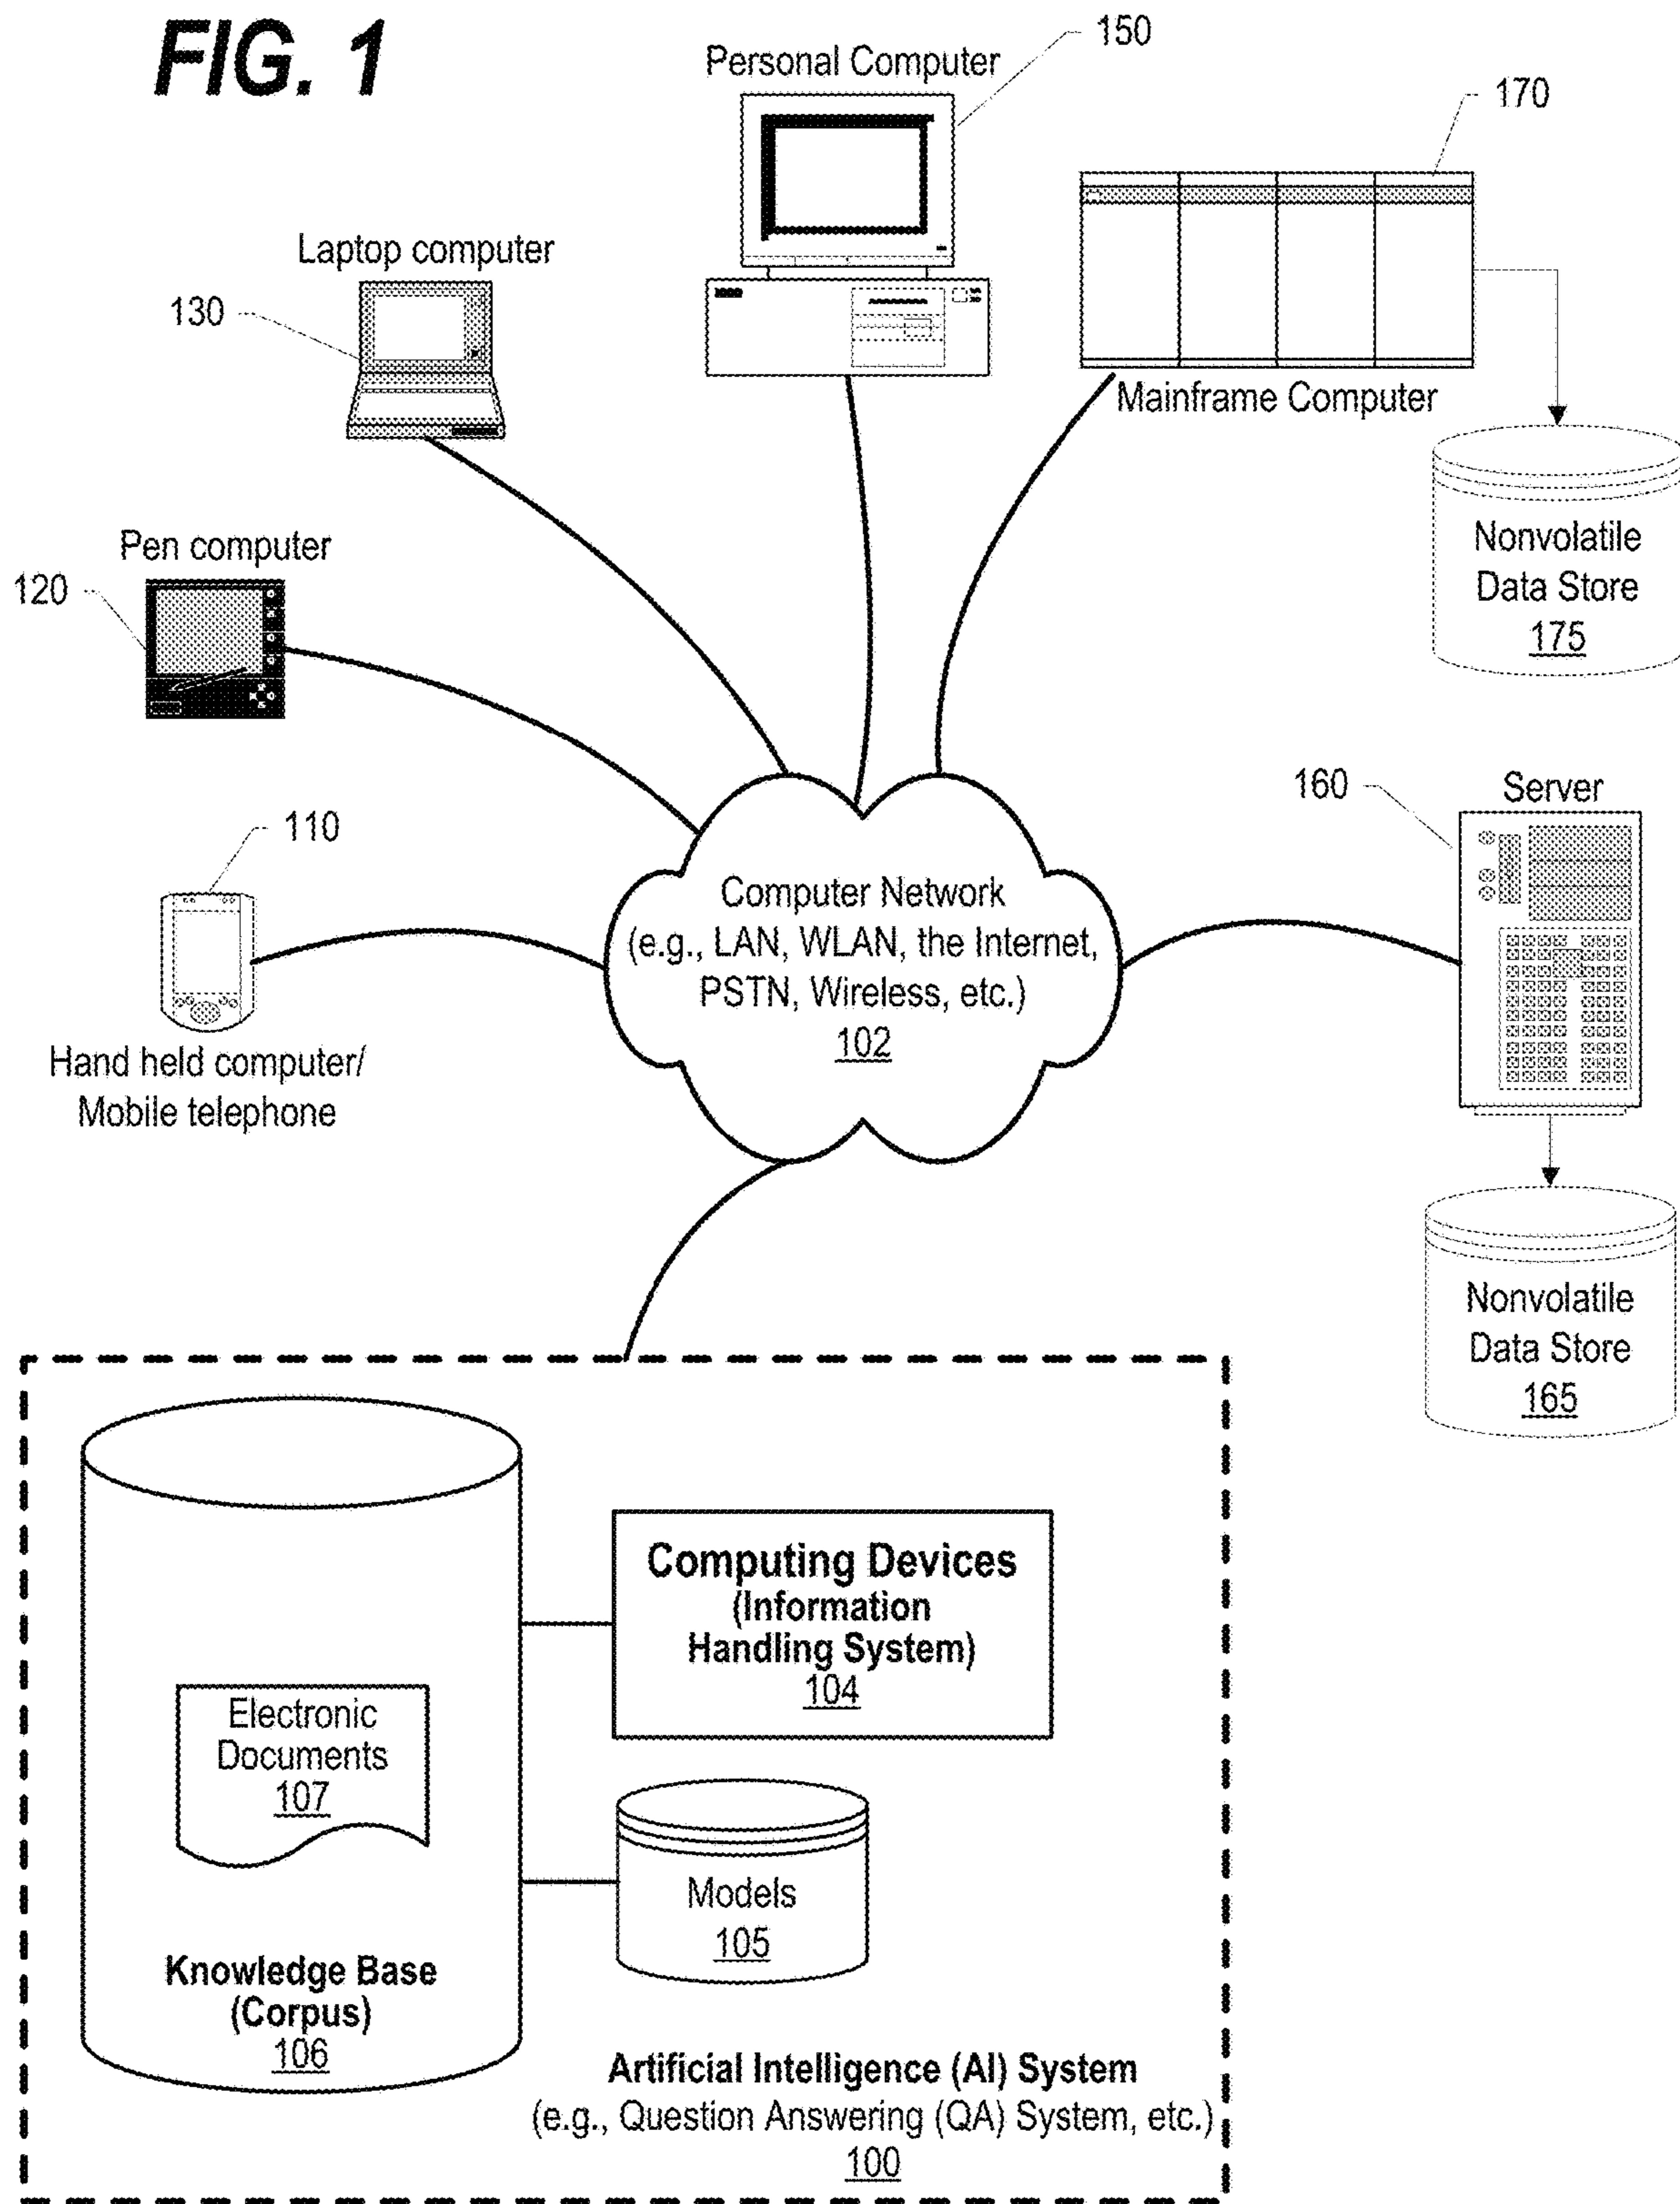 FIG. 1
Personal Computer
150
170
Laptop computer
130
Mainframe Computer
Pen computer
120
Nonvolatile
Data Store
175
110
160
Server
Computer Network
(e.g., LAN, WLAN, the Internet,
PSTN, Wireless, etc.)
102
Hand held computer/
Mobile telephone
Nonvolatile
Data Store
165
Computing Devices
(Information
Handling System)
104
Electronic
Documents
107
Models
105
Knowledge Base
(Corpus)
106
Artificial Intelligence (AI) System
(e.g., Question Answering (QA) System, etc.)
100